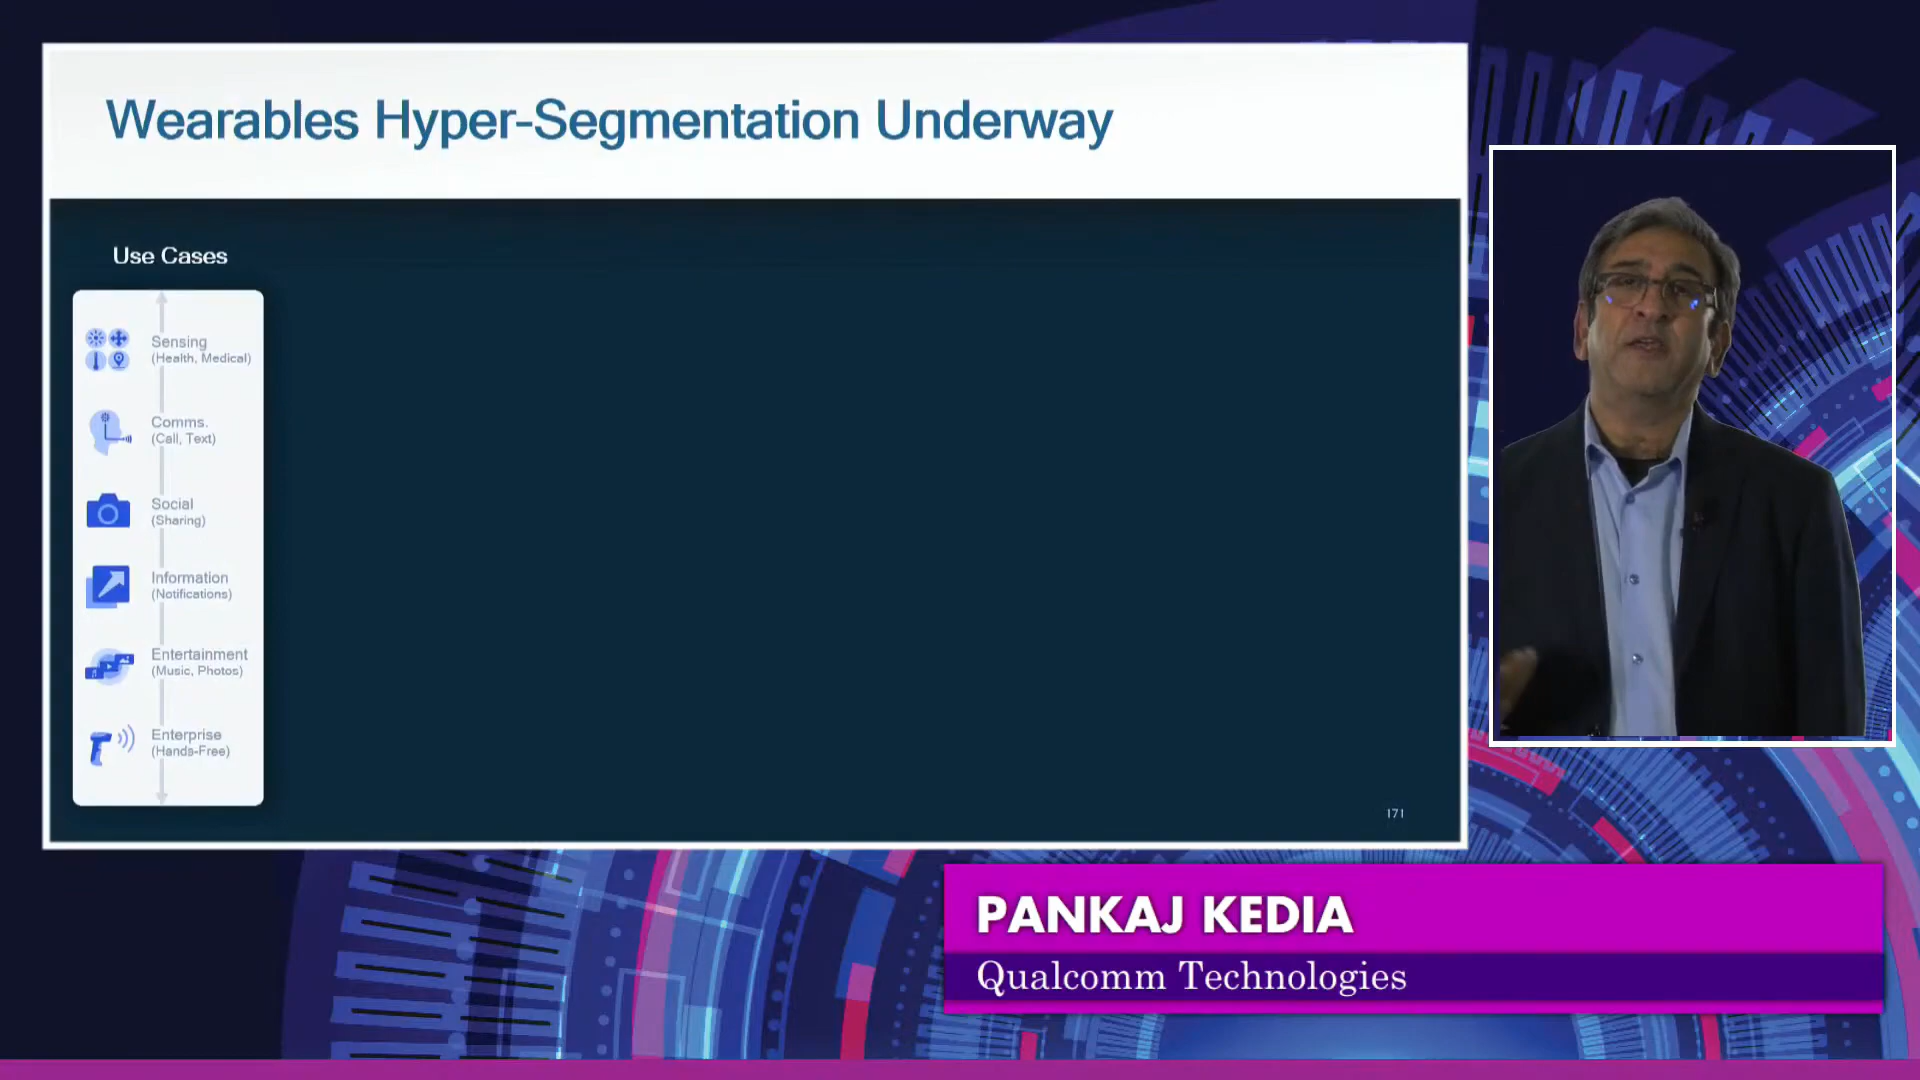 Wearables Hyper-Segmentation Underway
Use Cases
Sensing
(Health, Medical)
Comms.
(Call, Text)
Social
(Sharing)
Information
(Notifications)
Entertainment
(Music, Photos)
Enterprise
(Hands-Free)
171
PANKAJ KEDIA
Qualcomm Technologies